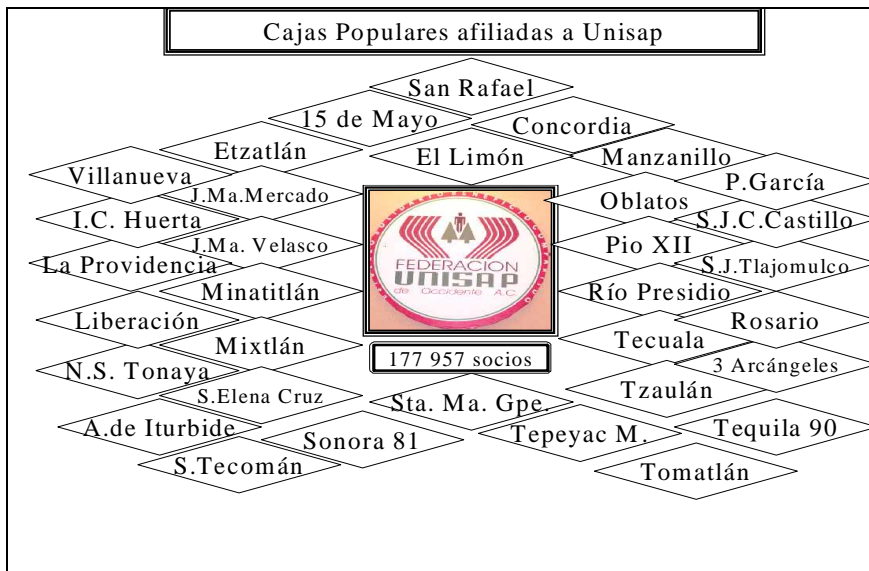 Cajas Populares afiliadas a Unisap
San Rafael
15 de Mayo
Concordia
Etzatlán
El Limón
Manzanillo
Villanueva
P.García
J.Ma.Mercado
Oblatos
I.C. Huerta
S.J.C.Castillo
J.Ma. Velasco
Pio XII
La Providencia
S.J.Tlajomulco
FEDERACION
UNISAP
de Occidente A.C.
Minatitlán
Río Presidio
Liberación
Rosario
Mixtlán
Tecuala
177 957 socios
N.S. Tonaya
3 Arcángeles
S.Elena Cruz
Tzaulán
Sta. Ma. Gpe.
A.de Iturbide
Sonora 81
Tepeyac M.
Tequila 90
S.Tecomán
Tomatlán